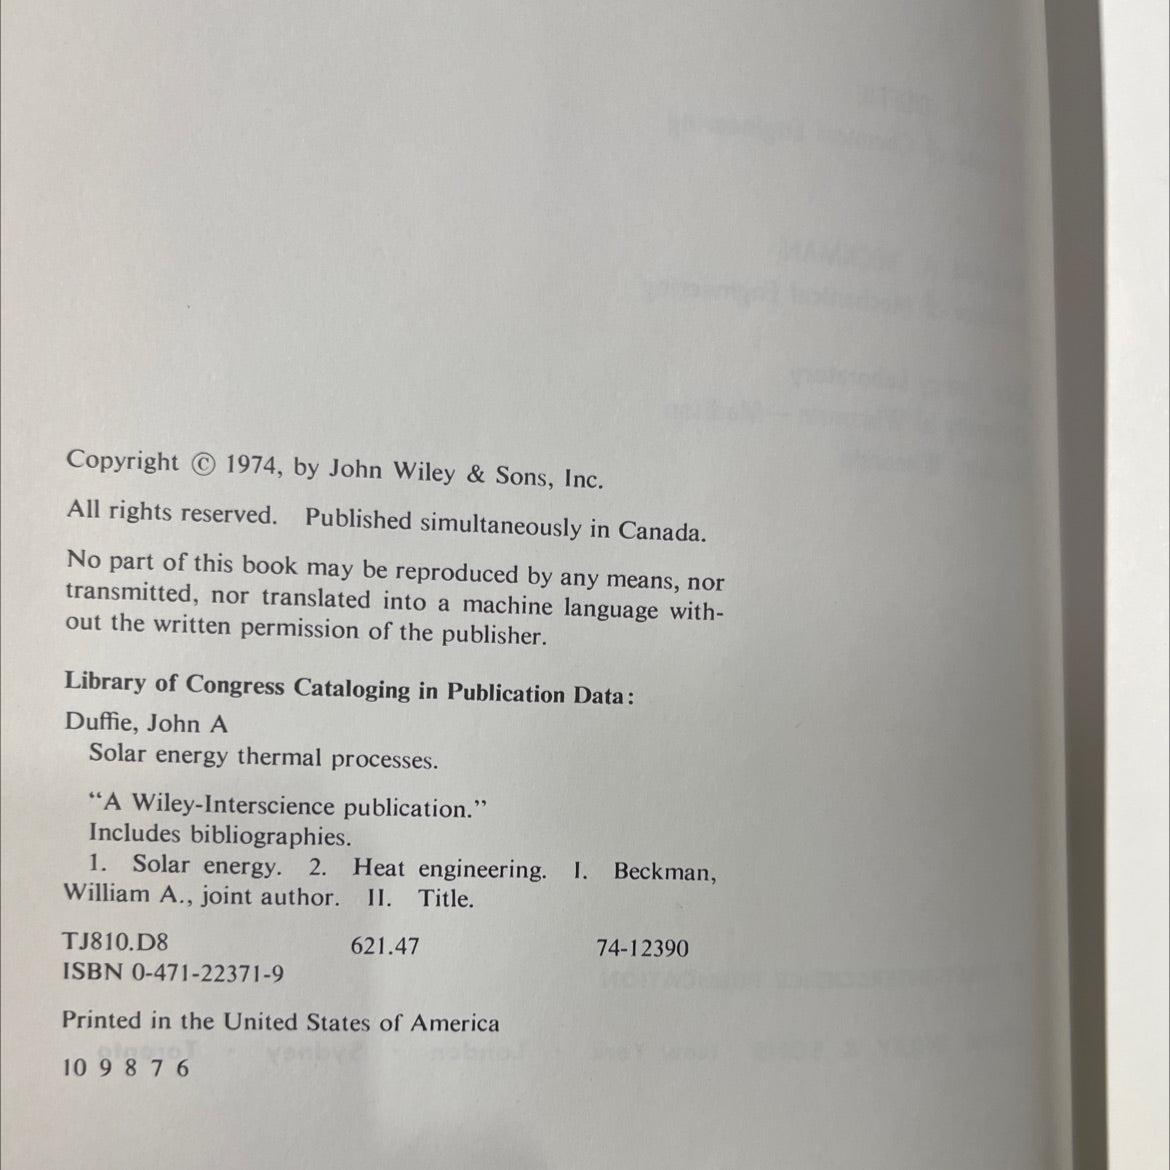 Copyright © 1974, by John Wiley & Sons, Inc.
All rights reserved. Published simultaneously in Canada.
No part of this book may be reproduced by any means, nor
transmitted, nor translated into a machine language with-
out the written permission of the publisher.
Library of Congress Cataloging in Publication Data:
Duffie, John A
Solar energy thermal processes.
“A Wiley-Interscience publication.”
Includes bibliographies.
1. Solar energy. 2. Heat engineering. I. Beckman,
William A., joint author. II. Title.
TJ810.D8 621.47 74-12390
ISBN 0-471-22371-9
Printed in the United States of America
10 9 8 7 6